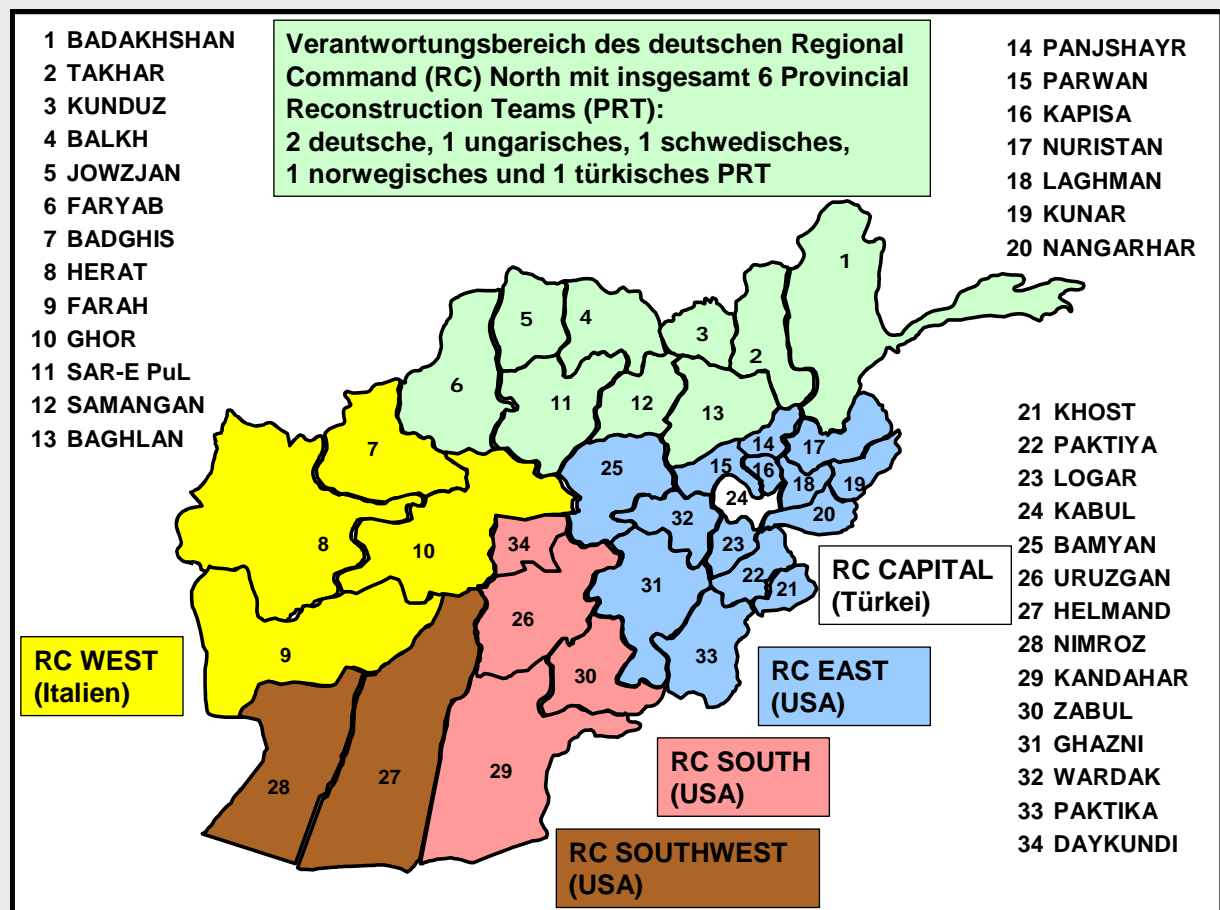 1 BADAKHSHAN
2 TAKHAR
3 KUNDUZ
4 BALKH
5 JOWZJAN
6 FARYAB
7 BADGHIS
8 HERAT
9 FARAH
10 GHOR
11 SAR-E PuL
12 SAMANGAN
13 BAGHLAN
Verantwortungsbereich des deutschen Regional
Command (RC) North mit insgesamt 6 Provincial
Reconstruction Teams (PRT):
2 deutsche, 1 ungarisches, 1 schwedisches,
1 norwegisches und 1 türkisches PRT
14 PANJSHAYR
15 PARWAN
16 KAPISA
17 NURISTAN
18 LAGHMAN
19 KUNAR
20 NANGARHAR
21 KHOST
22 PAKTIYA
23 LOGAR
24 KABUL
25 BAMYAN
26 URUZGAN
27 HELMAND
28 NIMROZ
29 KANDAHAR
30 ZABUL
31 GHAZNI
32 WARDAK
33 PAKTIKA
34 DAYKUNDI
1
5
4
3
2
6
11
12
13
7
14
17
25
15
16
18
19
24
32
20
8
10
34
23
31
22
21
26
9
33
30
28
27
29
RC CAPITAL
(Türkei)
RC WEST
(Italien)
RC EAST
(USA)
RC SOUTH
(USA)
RC SOUTHWEST
(USA)